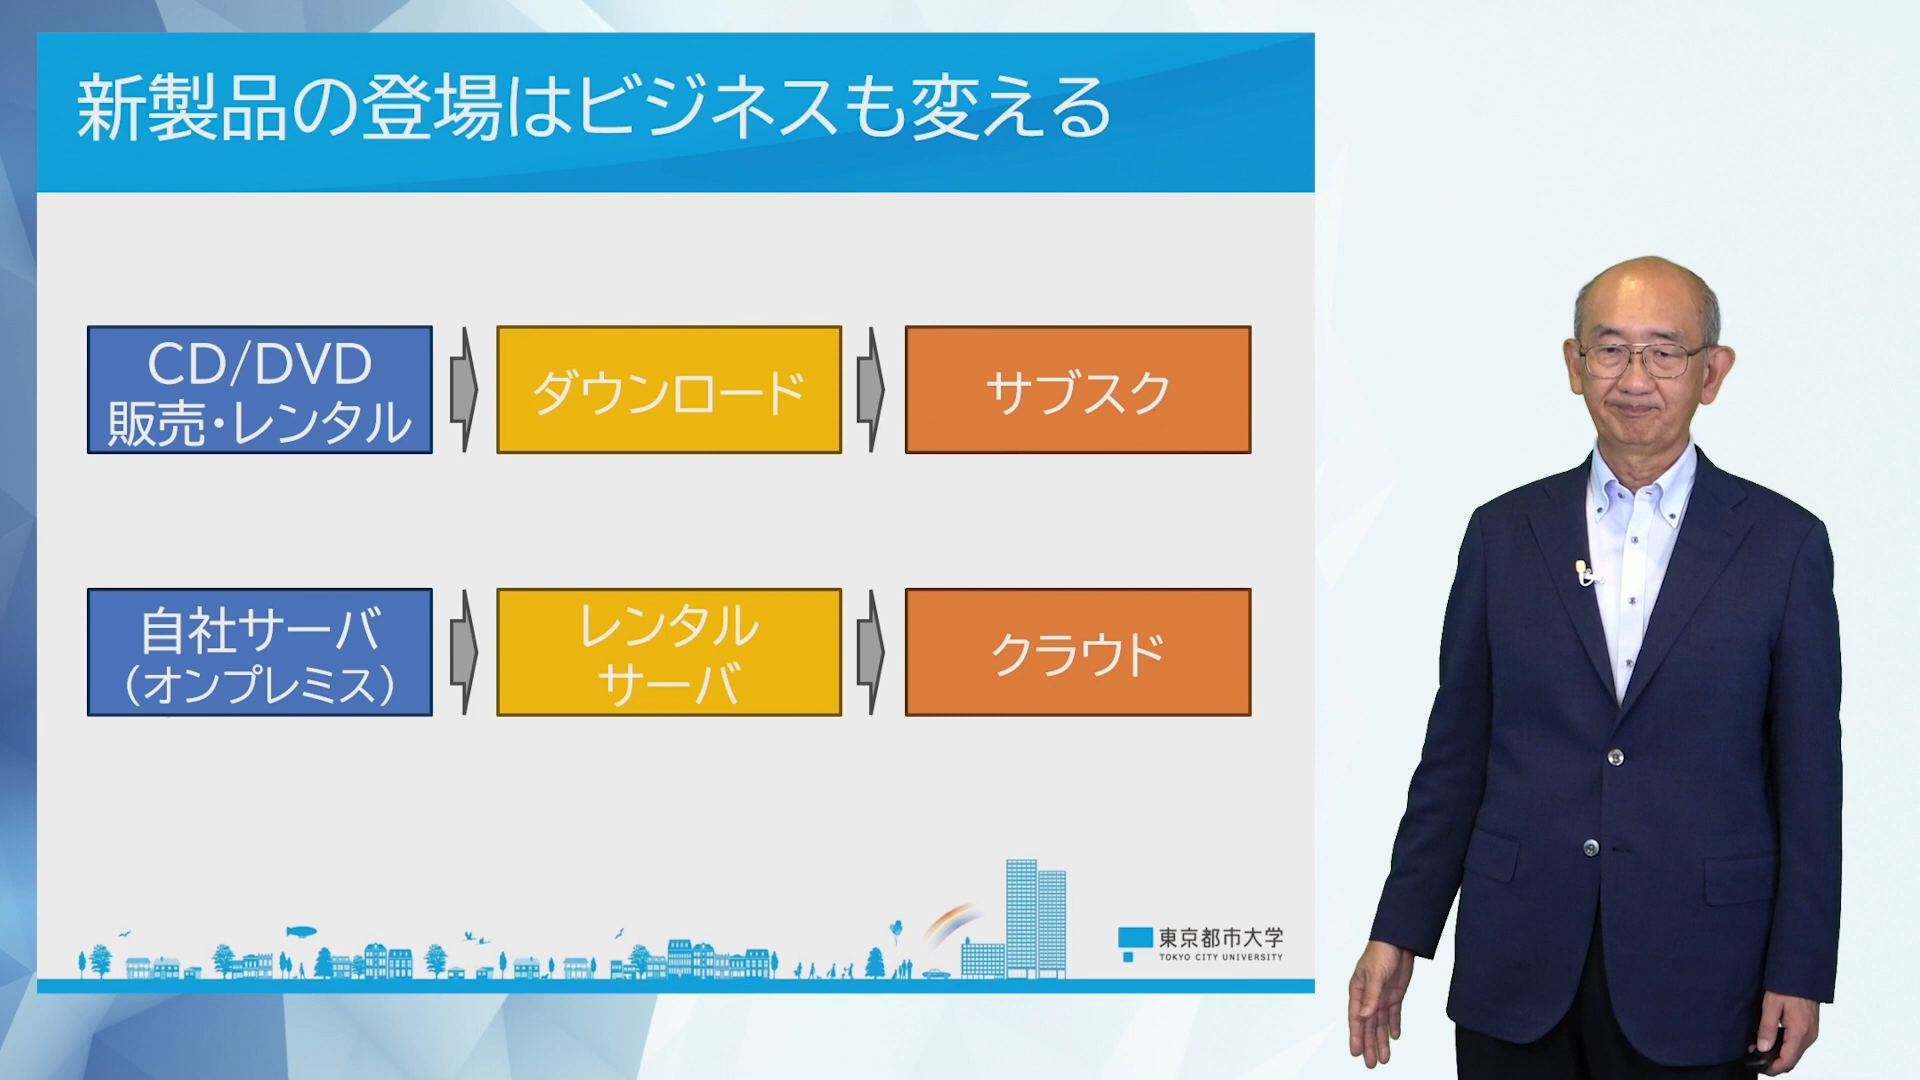 新製品の登場はビジネスも変える
CD/DVD
販売・レンタル
ダウンロード
サブスク
自社サーバ
（オンプレミス）
レンタル
サーバ
クラウド
東京都市大学
TOKYO CITY UNIVERSITY